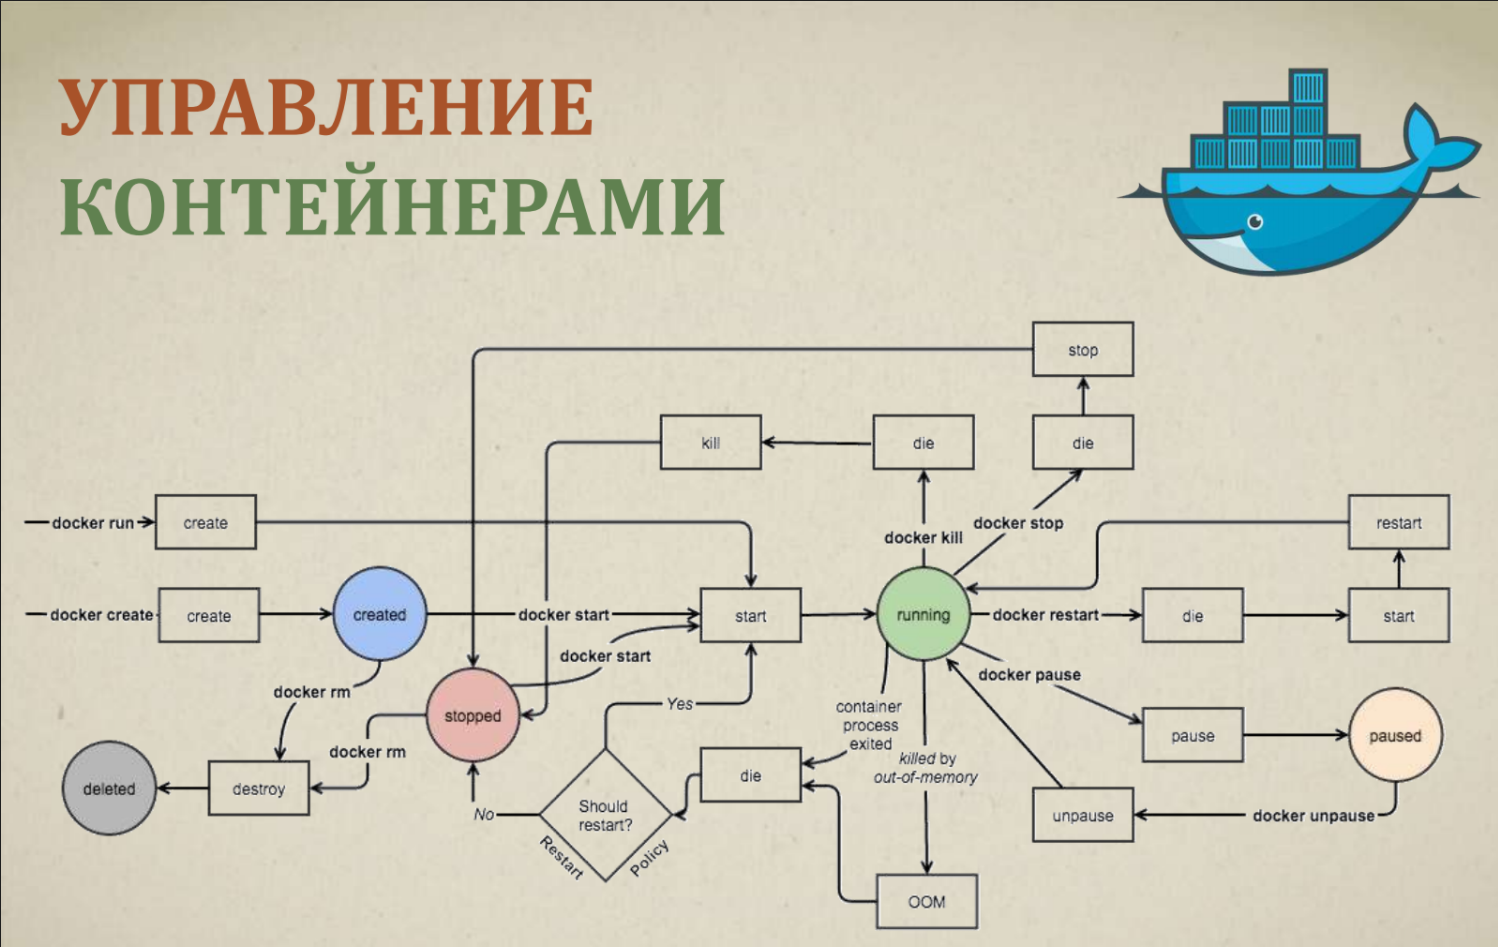 УПРАВЛЕНИЕ
КОНТЕЙНЕРАМИ
stop
kill
die
die
docker run
create
docker kill
docker stop
restart
docker create
create
created
docker start
start
running
docker restart
die
start
docker start
docker rm
stopped
docker pause
Yes
container
process
exited
pause
paused
docker rm
killed by
out-of-memory
deleted
destroy
die
No
Should
restart?
Restart
Policy
unpause
docker unpause
OOM